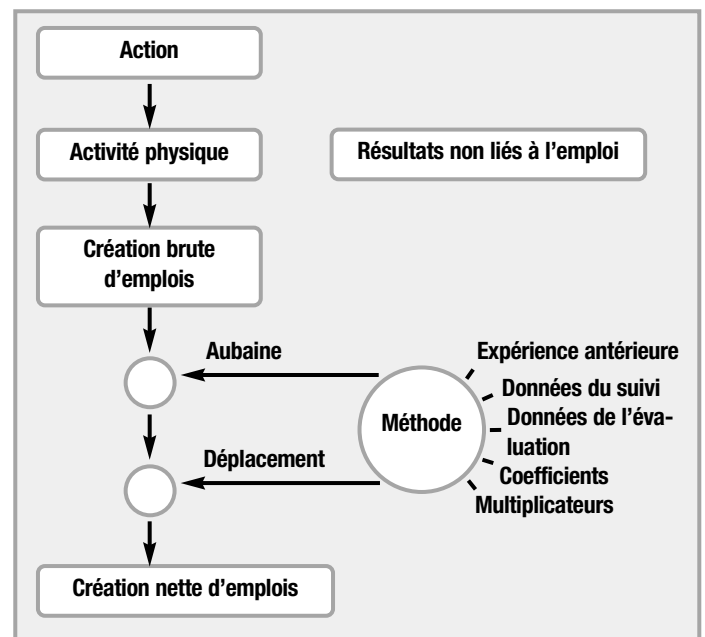 Action
Activité physique
Résultats non liés à l'emploi
Création brute
d'emplois
Aubaine
Expérience antérieure
Données du suivi
Méthode
Données de l'éva-
luation
Déplacement
Coefficients
Multiplicateurs
Création nette d'emplois